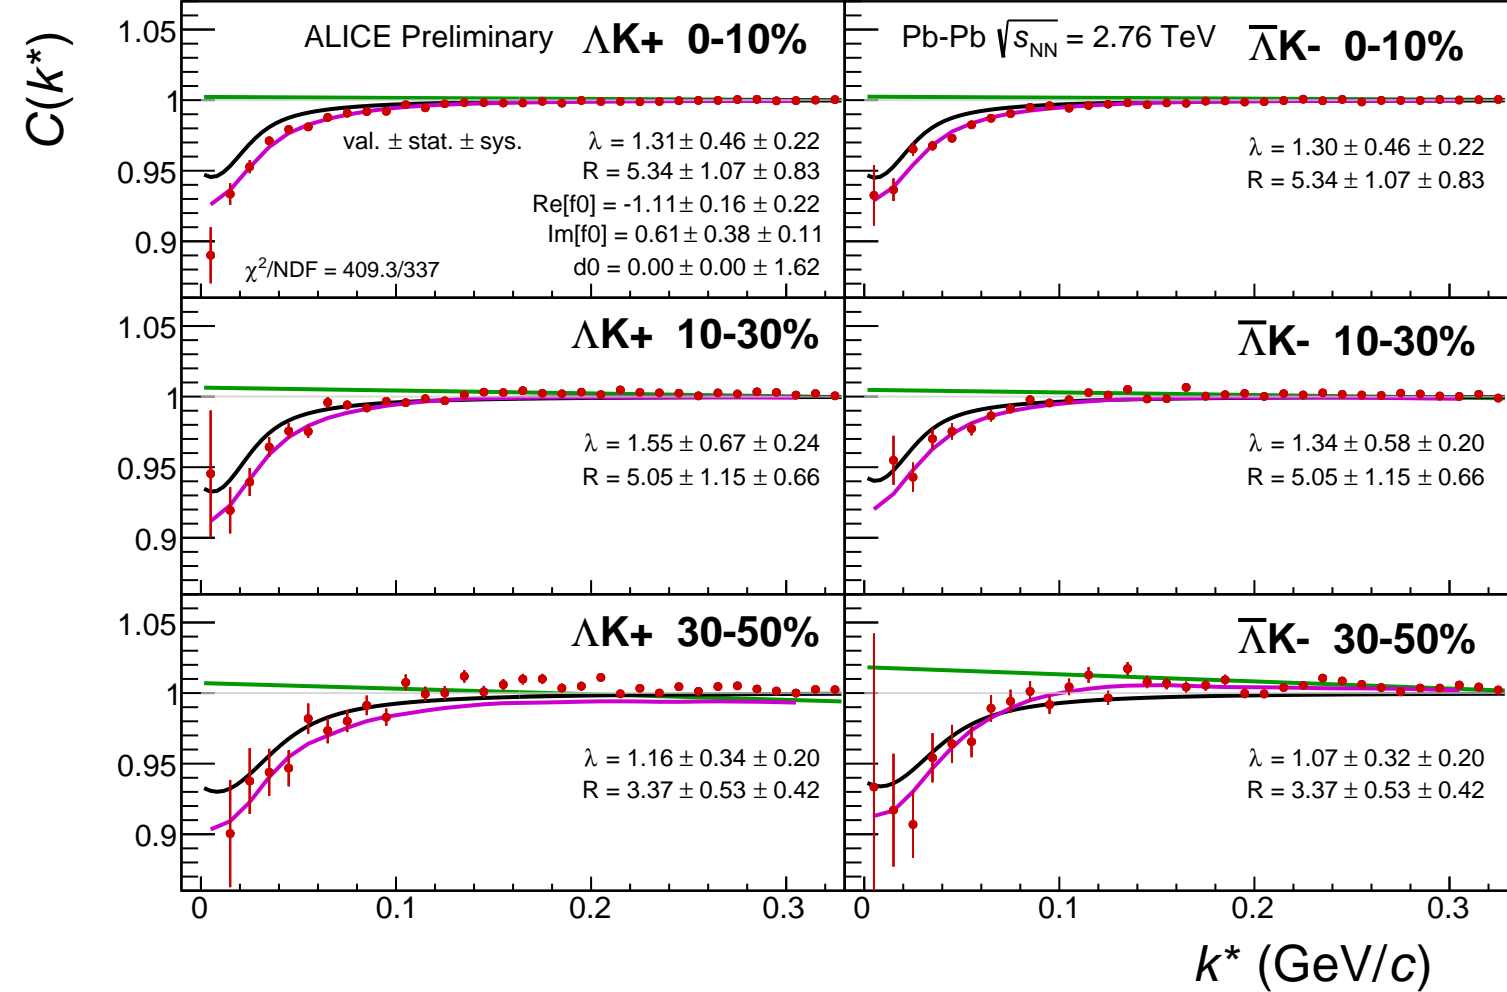 C(k*)
1.05
1
0.95
0.9
ALICE Preliminary ΛK+ 0-10%
val. ± stat. ± sys.
λ = 1.31 ± 0.46 ± 0.22
R = 5.34 ± 1.07 ± 0.83
Re[f0] = -1.11 ± 0.16 ± 0.22
Im[f0] = 0.61 ± 0.38 ± 0.11
χ²/NDF = 409.3/337
d0 = 0.00 ± 0.00 ± 1.62
Pb-Pb √sNN = 2.76 TeV Λ̅K- 0-10%
λ = 1.30 ± 0.46 ± 0.22
R = 5.34 ± 1.07 ± 0.83
1.05
1
0.95
0.9
ΛK+ 10-30%
λ = 1.55 ± 0.67 ± 0.24
R = 5.05 ± 1.15 ± 0.66
Λ̅K- 10-30%
λ = 1.34 ± 0.58 ± 0.20
R = 5.05 ± 1.15 ± 0.66
1.05
1
0.95
0.9
ΛK+ 30-50%
λ = 1.16 ± 0.34 ± 0.20
R = 3.37 ± 0.53 ± 0.42
Λ̅K- 30-50%
λ = 1.07 ± 0.32 ± 0.20
R = 3.37 ± 0.53 ± 0.42
0 0.1 0.2 0.3 0 0.1 0.2 0.3
k* (GeV/c)